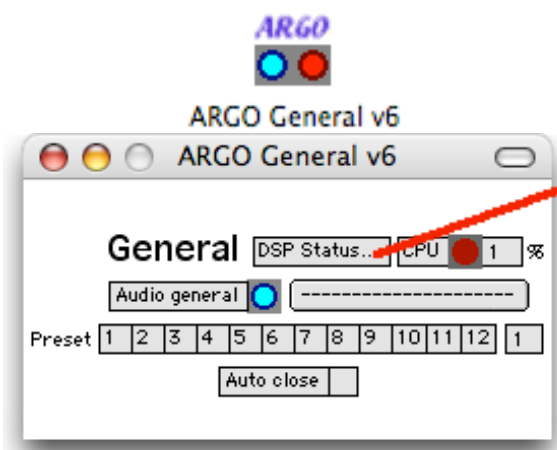 ARGO
ARGO General v6
ARGO General v6
General DSP Status... CPU 1 %
Audio general --------------------
Preset 1 2 3 4 5 6 7 8 9 10 11 12 1
Auto close